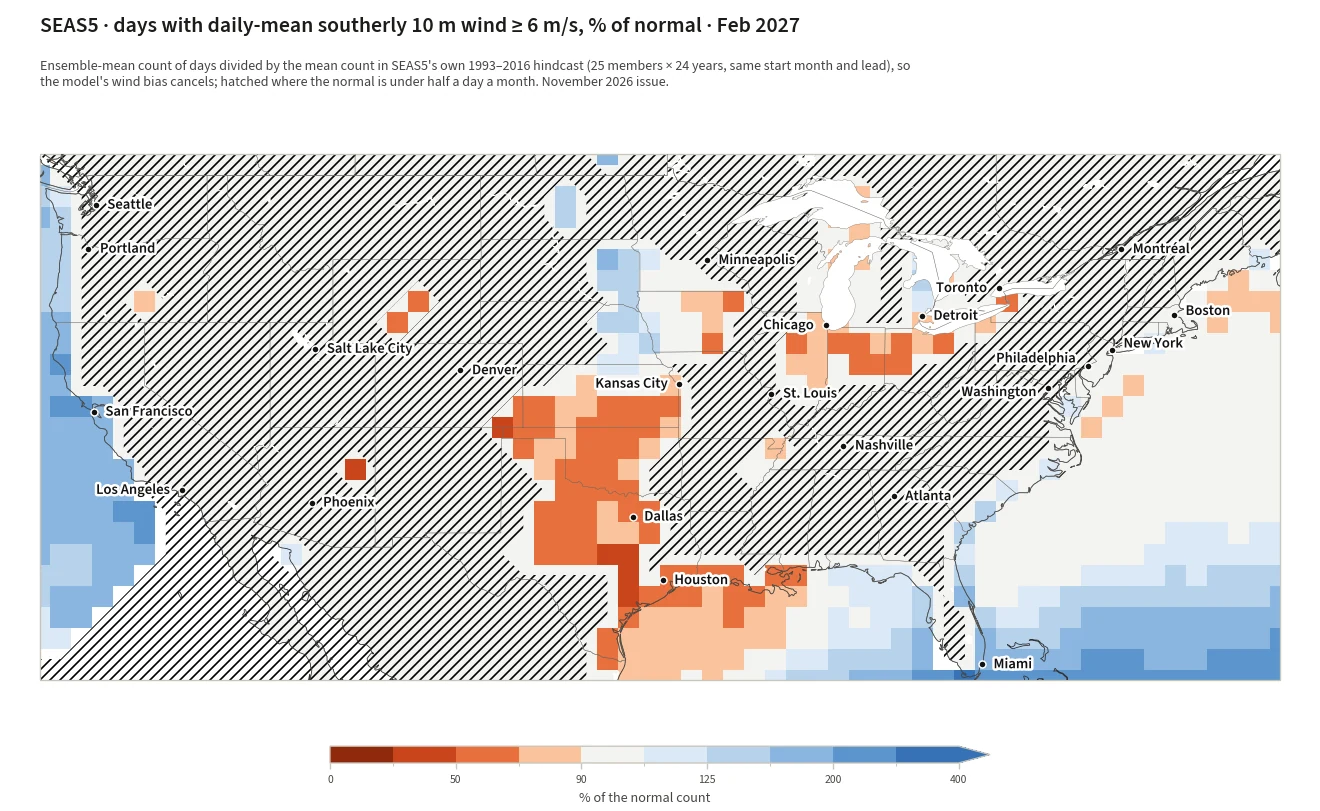 SEAS5 · days with daily-mean southerly 10 m wind ≥ 6 m/s, % of normal · Feb 2027
Ensemble-mean count of days divided by the mean count in SEAS5's own 1993–2016 hindcast (25 members × 24 years, same start month and lead), so
the model's wind bias cancels; hatched where the normal is under half a day a month. November 2026 issue.
Seattle
Portland
Montréal
Minneapolis
Toronto
Boston
Detroit
Chicago
New York
Salt Lake City
Philadelphia
Denver
Kansas City
St. Louis
Washington
San Francisco
Nashville
Los Angeles
Phoenix
Atlanta
Dallas
Houston
Miami
0 50 90 125 200 400
% of the normal count